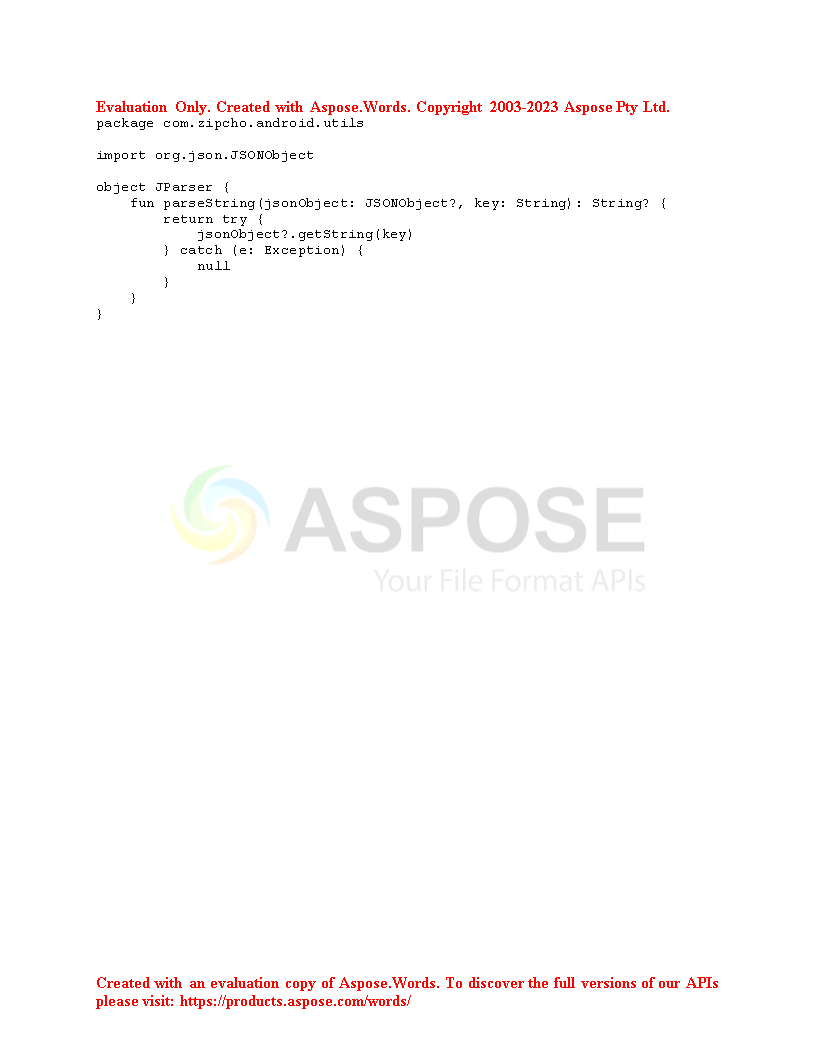 Evaluation Only. Created with Aspose.Words. Copyright 2003-2023 Aspose Pty Ltd.
package com.zipcho.android.utils
import org.json.JSONObject
object JParser {
    fun parseString(jsonObject: JSONObject?, key: String): String? {
        return try {
            jsonObject?.getString(key)
        } catch (e: Exception) {
            null
        }
    }
}
ASPOSE
Your File Format APIs
Created with an evaluation copy of Aspose.Words. To discover the full versions of our APIs
please visit: https://products.aspose.com/words/